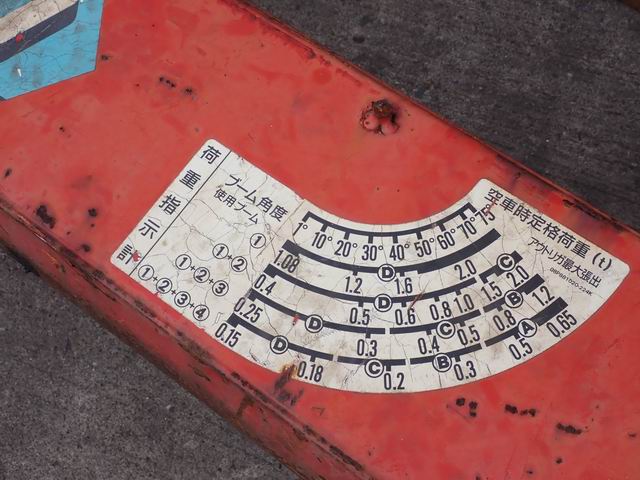 荷重指示計
ブーム角度
使用ブーム
①
①+②
①+②+③
①+②+③+④
空車時定格荷重(t)
アウトリガ最大張出
1° 10° 20° 30° 40° 50° 60° 70° 75°
1.08 1.2 D 1.6 2.0 C
0.4 0.5 D 0.6 0.8 1.0 1.5 B 2.0
0.25 D 0.3 0.4 C 0.5 0.8 A 1.2
0.15 D 0.18 C 0.2 B 0.3 0.5 0.65